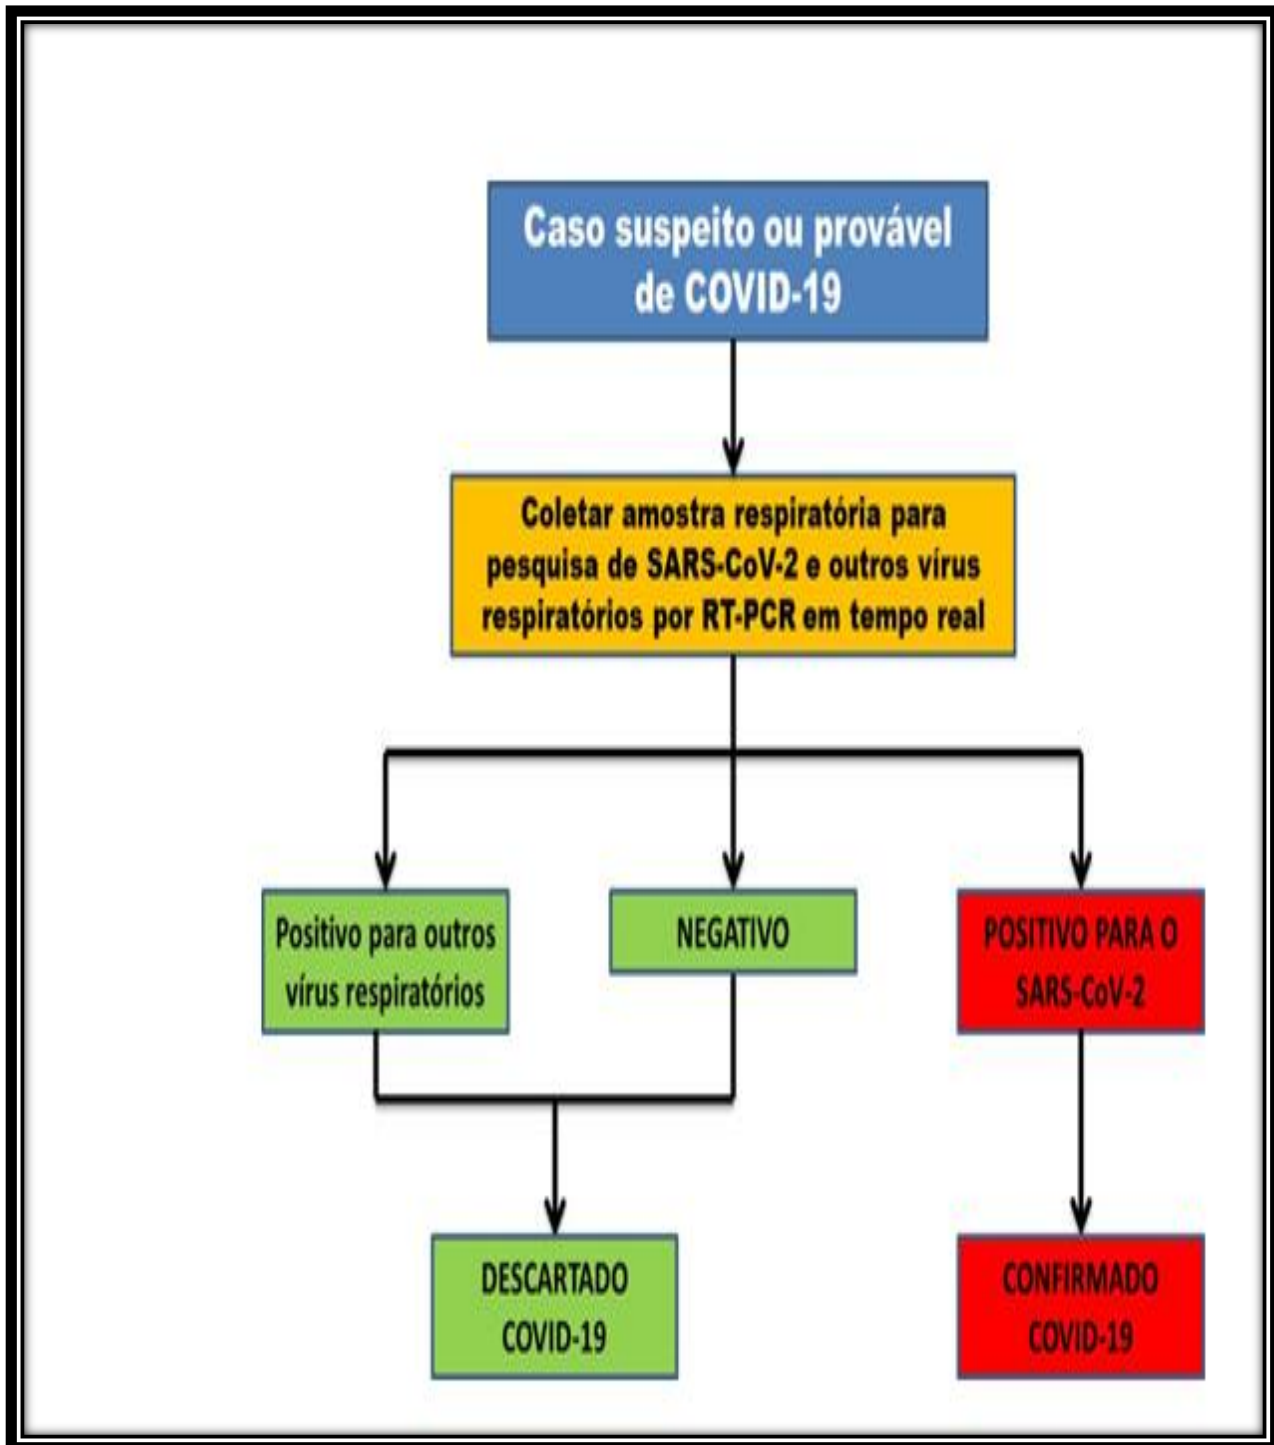 Caso suspeito ou provável
de COVID-19
Coletar amostra respiratória para
pesquisa de SARS-CoV-2 e outros vírus
respiratórios por RT-PCR em tempo real
Positivo para outros
vírus respiratórios
NEGATIVO
POSITIVO PARA O
SARS-CoV-2
DESCARTADO
COVID-19
CONFIRMADO
COVID-19